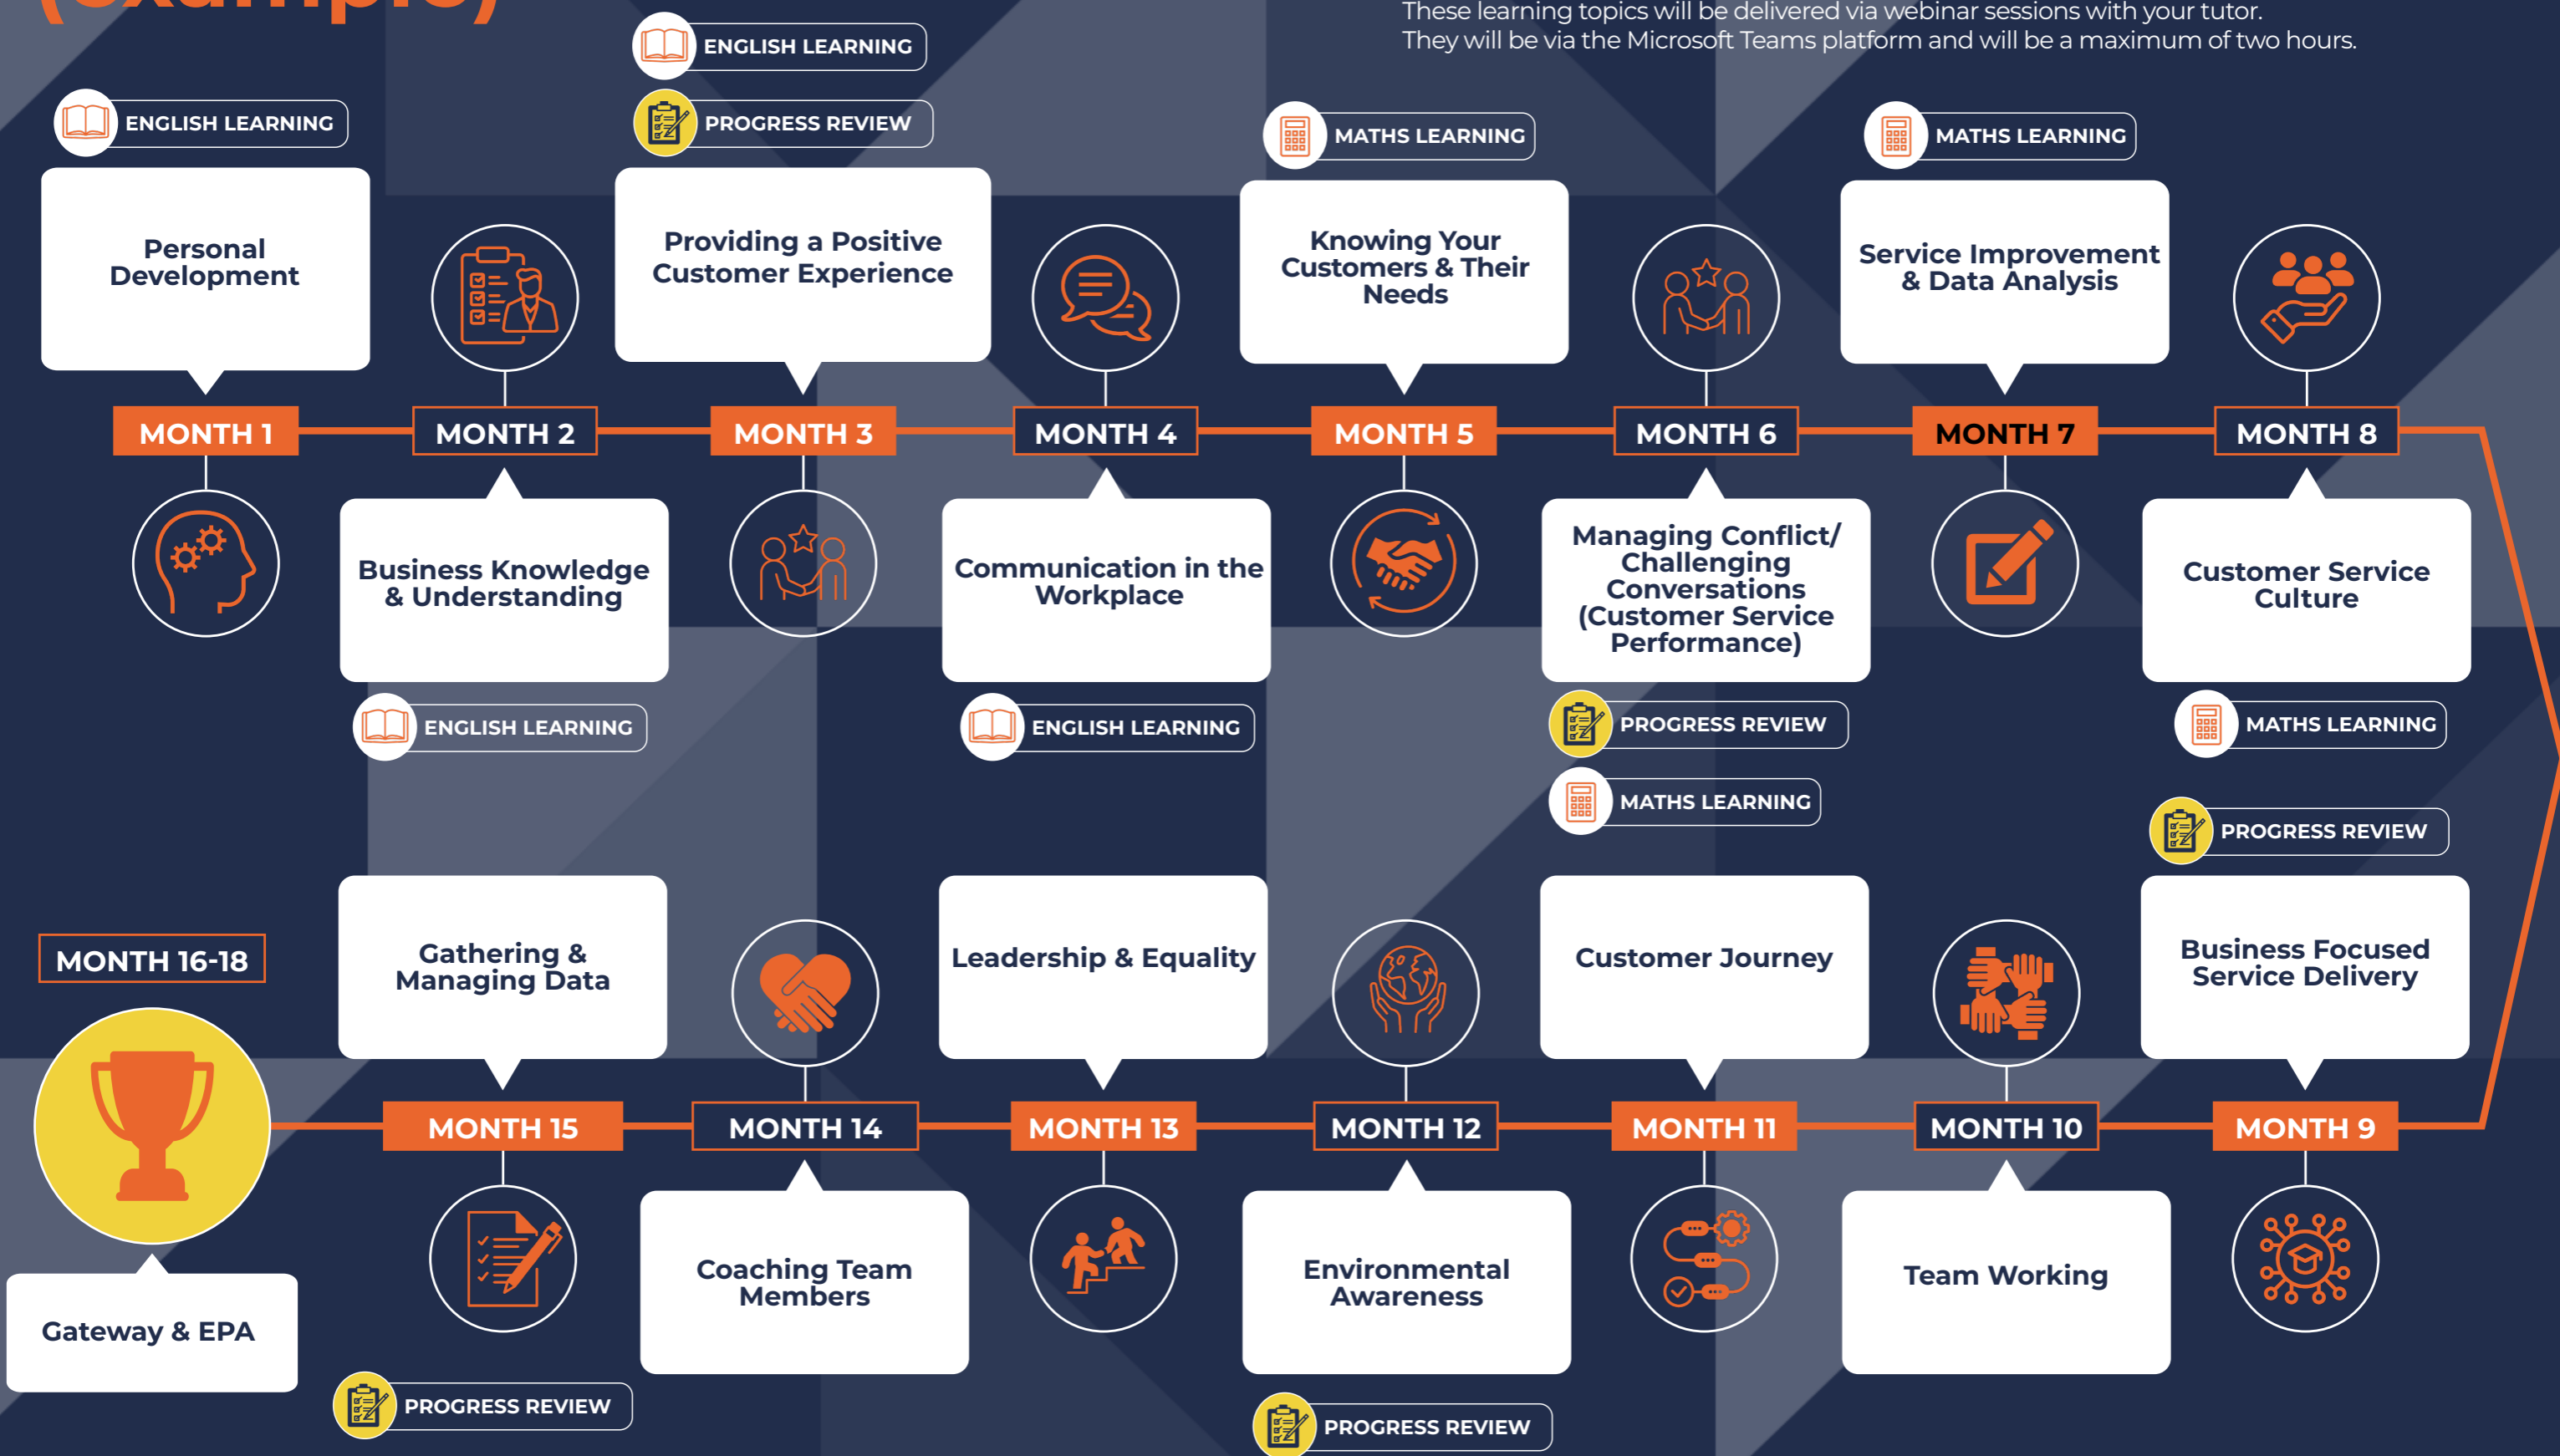 (example)
These learning topics will be delivered via webinar sessions with your tutor.
They will be via the Microsoft Teams platform and will be a maximum of two hours.
ENGLISH LEARNING
Personal
Development
MONTH 1
MONTH 2
Business Knowledge
& Understanding
ENGLISH LEARNING
ENGLISH LEARNING
PROGRESS REVIEW
Providing a Positive
Customer Experience
MONTH 3
MONTH 4
Communication in the
Workplace
ENGLISH LEARNING
MATHS LEARNING
Knowing Your
Customers & Their
Needs
MONTH 5
MONTH 6
Managing Conflict/
Challenging
Conversations
(Customer Service
Performance)
PROGRESS REVIEW
MATHS LEARNING
MATHS LEARNING
Service Improvement
& Data Analysis
MONTH 7
MONTH 8
Customer Service
Culture
MATHS LEARNING
PROGRESS REVIEW
Business Focused
Service Delivery
MONTH 9
MONTH 10
Team Working
Customer Journey
MONTH 11
MONTH 12
Environmental
Awareness
PROGRESS REVIEW
Leadership & Equality
MONTH 13
MONTH 14
Coaching Team
Members
Gathering &
Managing Data
MONTH 15
PROGRESS REVIEW
MONTH 16-18
Gateway & EPA